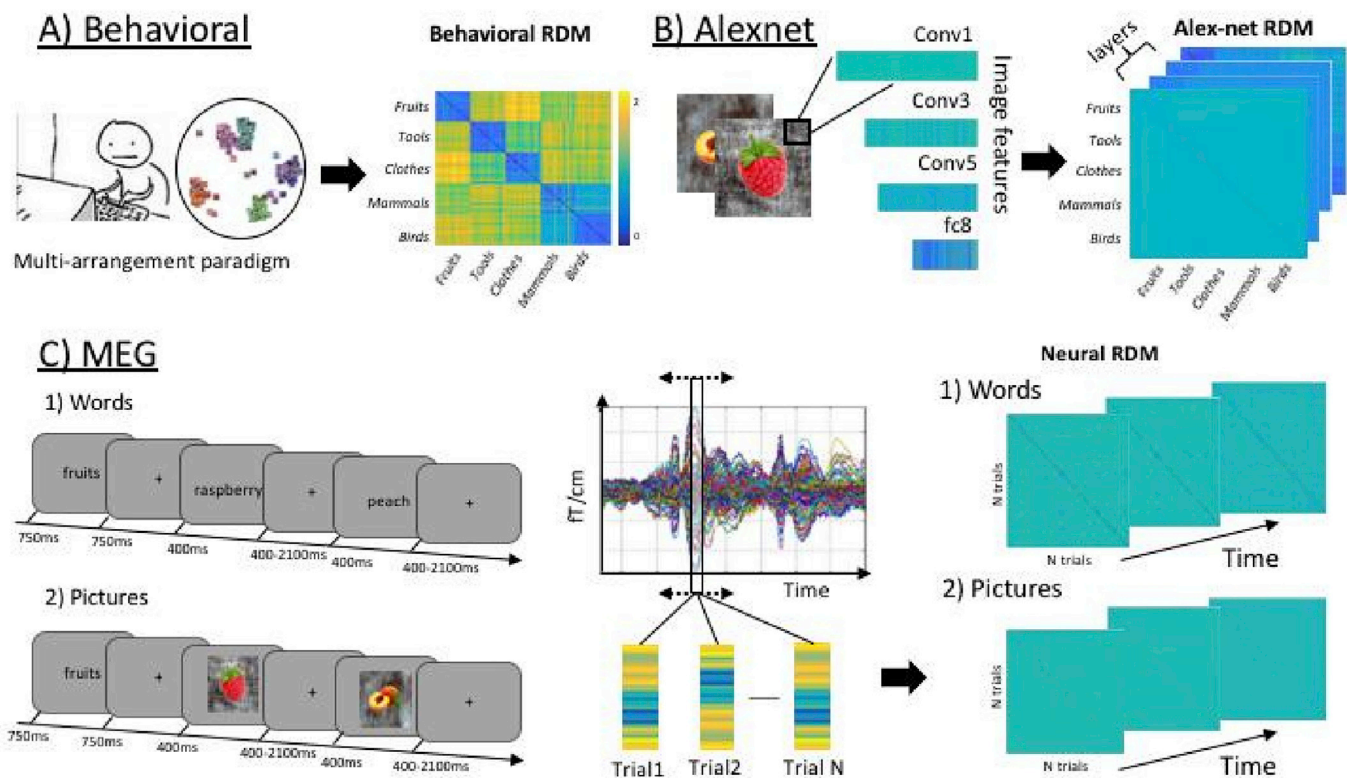 A) Behavioral
Behavioral RDM
Fruits
Tools
Clothes
Mammals
Birds
Fruits
Tools
Clothes
Mammals
Birds
2
0
Multi-arrangement paradigm
B) Alexnet
Conv1
Conv3
Conv5
fc8
Image features
Alex-net RDM
layers
Fruits
Tools
Clothes
Mammals
Birds
Fruits
Tools
Clothes
Mammals
Birds
C) MEG
1) Words
fruits
+
raspberry
+
peach
+
750ms
750ms
400ms
400-2100ms
400ms
400-2100ms
2) Pictures
fruits
+
+
+
750ms
750ms
400ms
400-2100ms
400ms
400-2100ms
fT/cm
Time
Trial1
Trial2
Trial N
Neural RDM
1) Words
N trials
N trials
Time
2) Pictures
N trials
N trials
Time